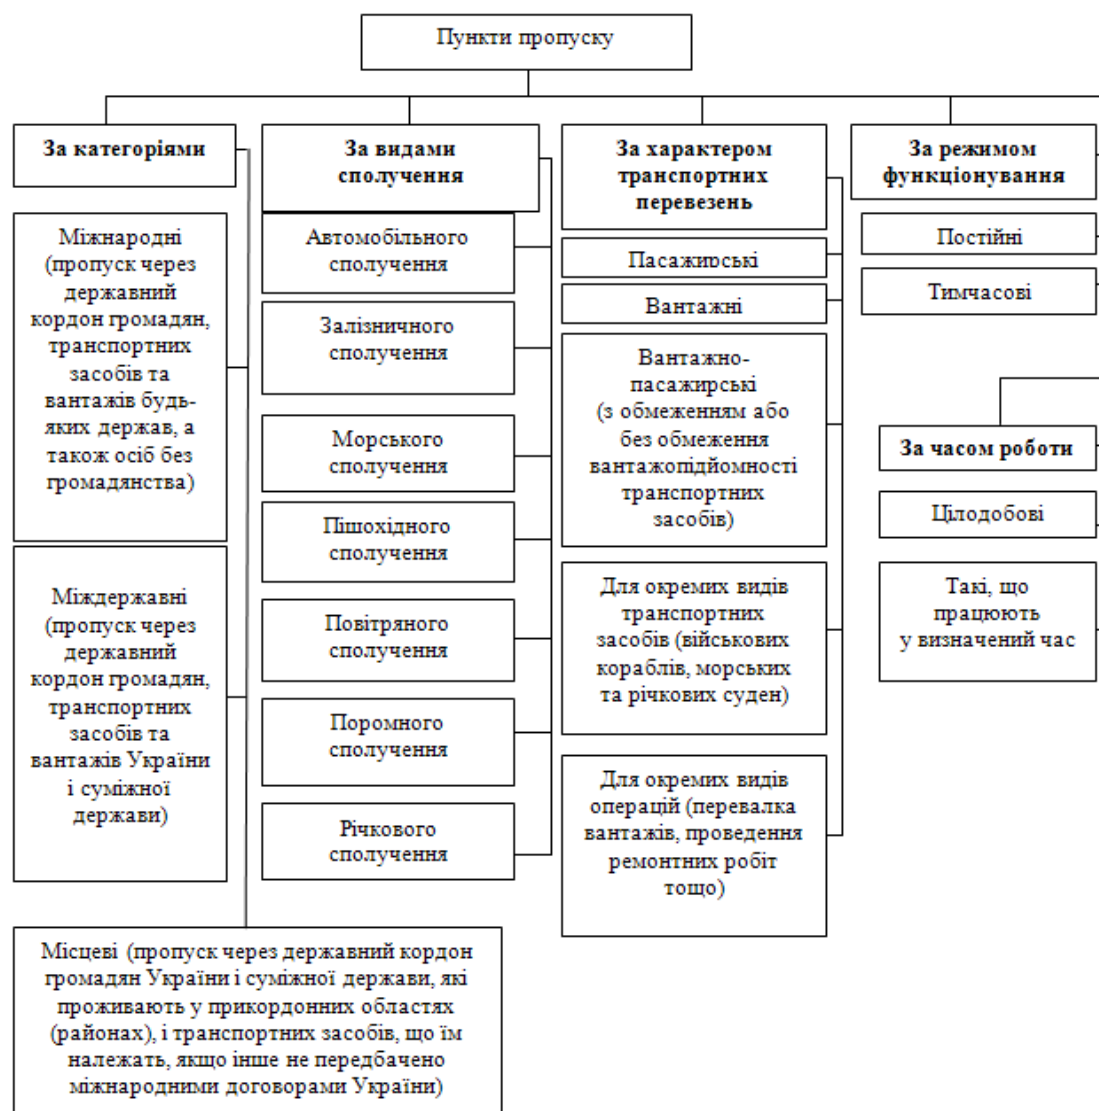 Пункти пропуску
За категоріями
Міжнародні
(пропуск через
державний
кордон громадян,
транспортних
засобів та
вантажів будь-
яких держав, а
також осіб без
громадянства)
Міждержавні
(пропуск через
державний
кордон громадян,
транспортних
засобів та
вантажів України
і суміжної
держави)
Місцеві (пропуск через державний кордон
громадян України і суміжної держави, які
проживають у прикордонних областях
(районах), і транспортних засобів, що їм
належать, якщо інше не передбачено
міжнародними договорами України)
За видами
сполучення
Автомобільного
сполучення
Залізничного
сполучення
Морського
сполучення
Пішохідного
сполучення
Повітряного
сполучення
Поромного
сполучення
Річкового
сполучення
За характером
транспортних
перевезень
Пасажирські
Вантажні
Вантажно-
пасажирські
(з обмеженням або
без обмеження
вантажопідйомності
транспортних
засобів)
Для окремих видів
транспортних
засобів (військових
кораблів, морських
та річкових суден)
Для окремих видів
операцій (перевалка
вантажів, проведення
ремонтних робіт
тощо)
За режимом
функціонування
Постійні
Тимчасові
За часом роботи
Цілодобові
Такі, що
працюють
у визначений час